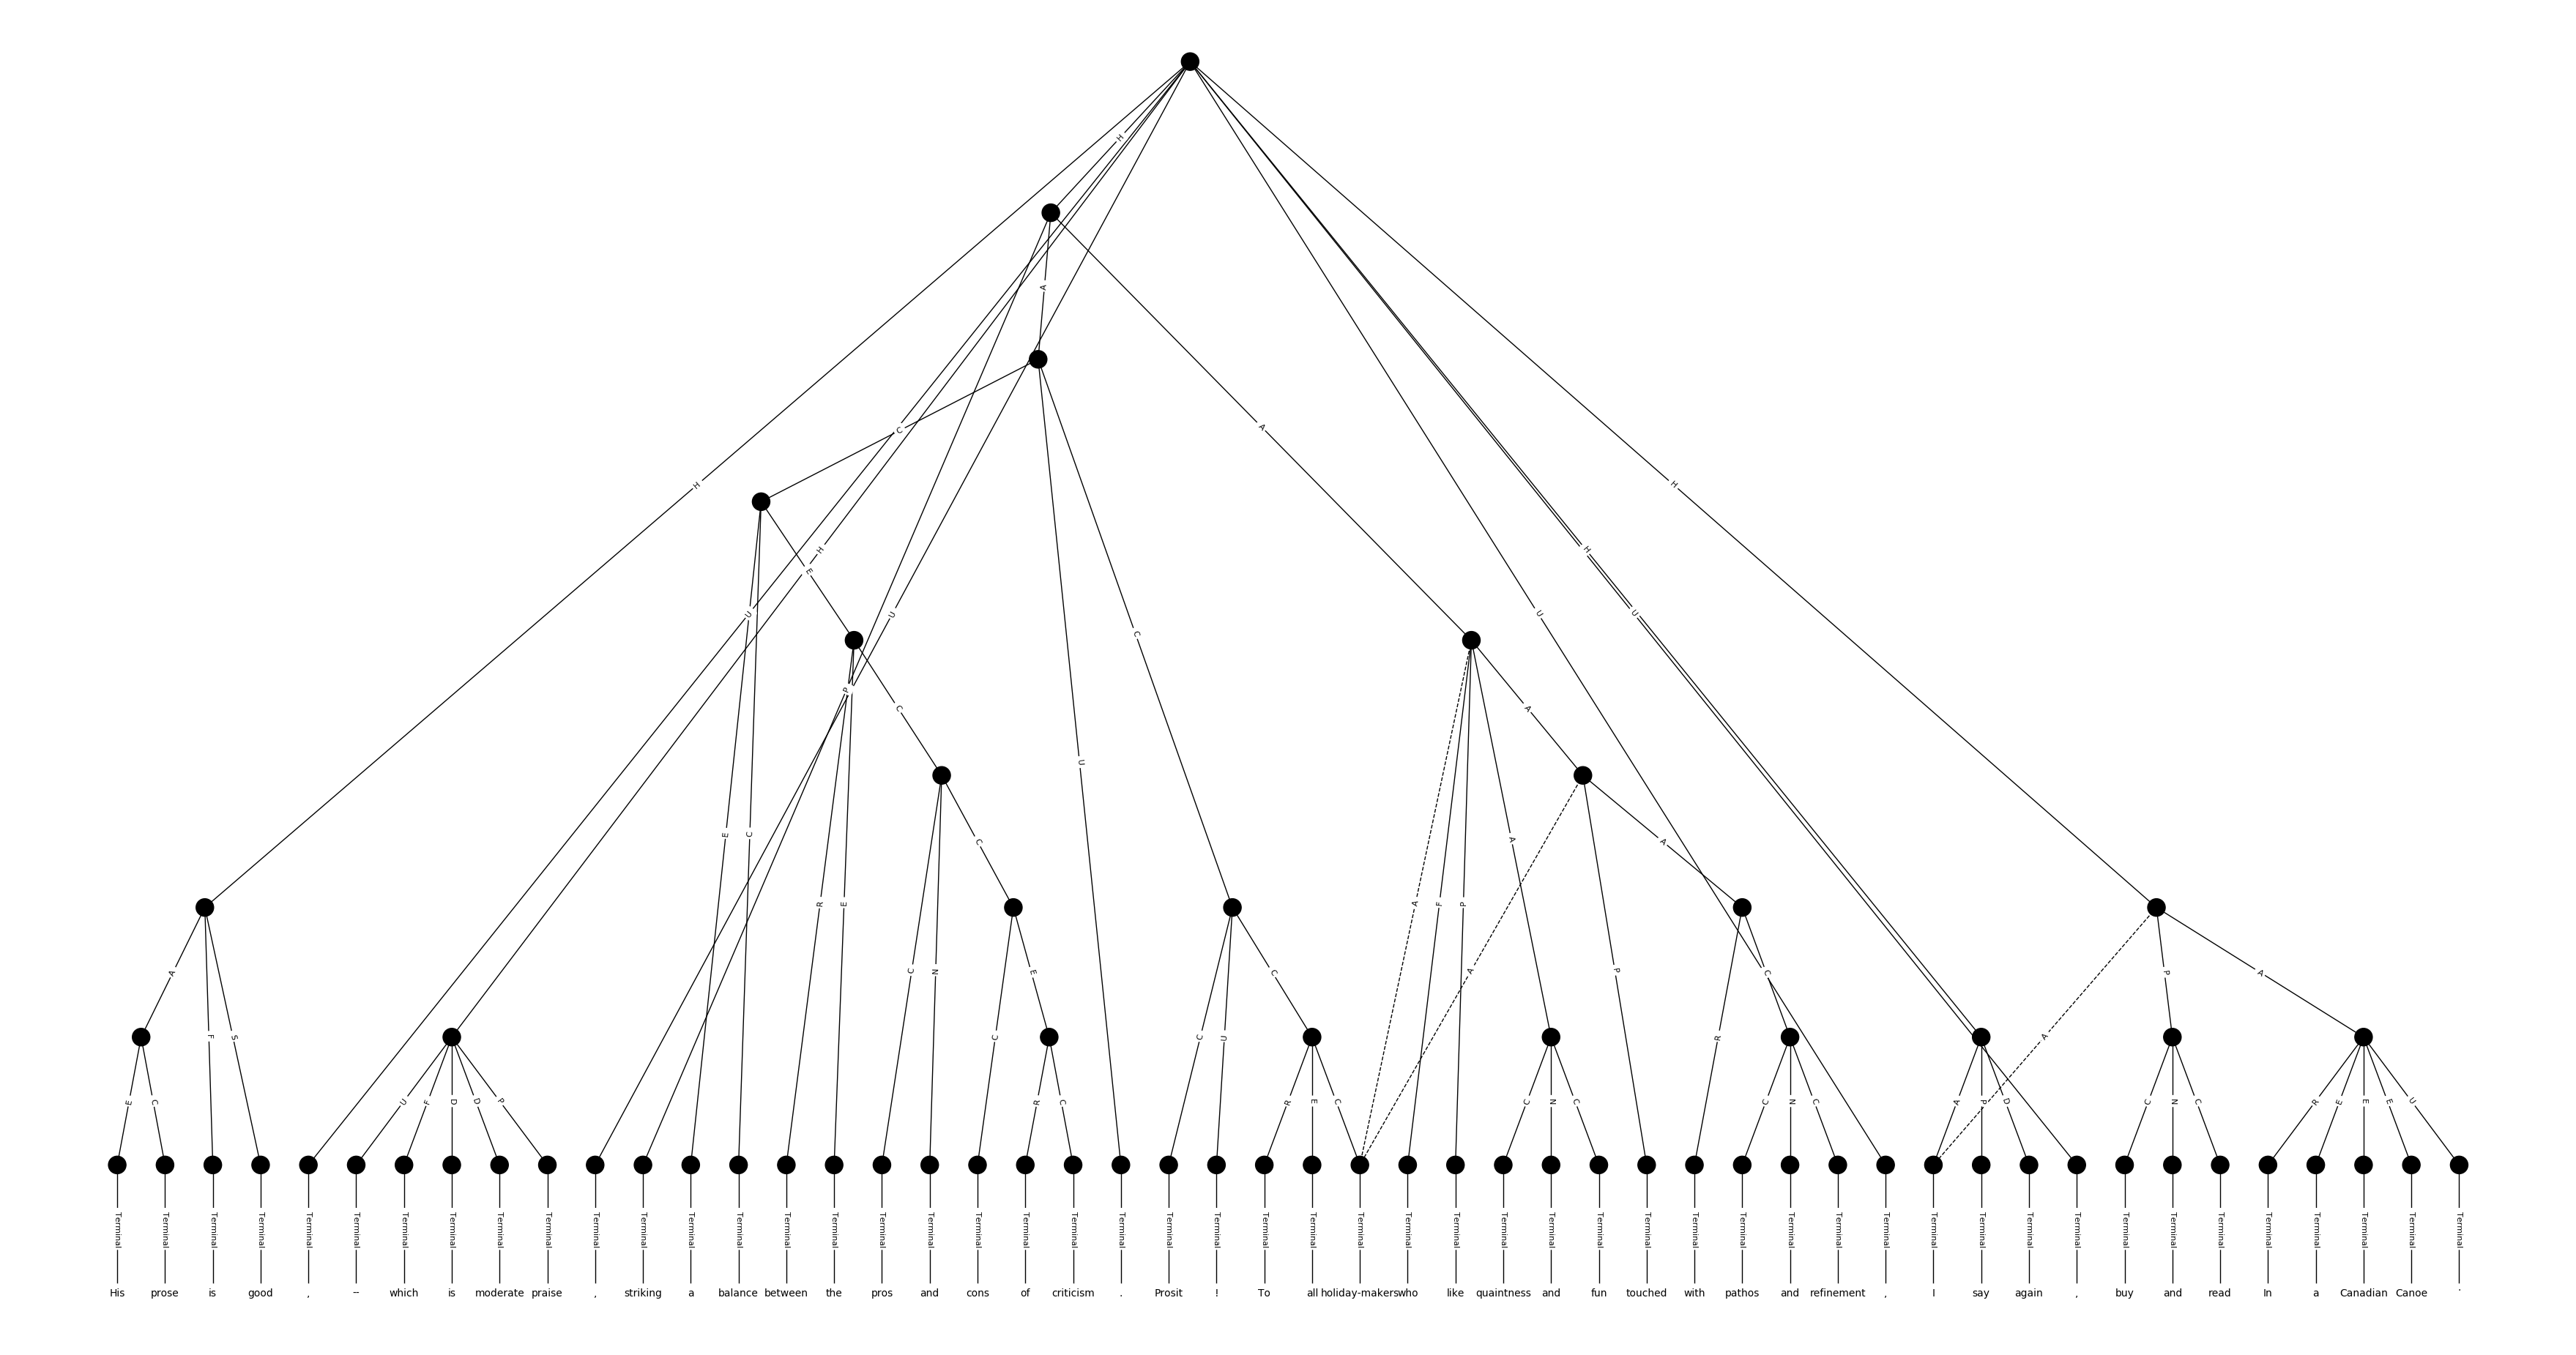 H
A
C A
H H
H E
U U U U
C
P C A
U
E C A A
R E A F P
C N C E C A P C P A
A F S C R C U A A
E C U F D D P R C R E C C N C C N C A P D C N C R E E E U
Terminal Terminal Terminal Terminal Terminal Terminal Terminal Terminal Terminal Terminal Terminal Terminal Terminal Terminal Terminal Terminal Terminal Terminal Terminal Terminal Terminal Terminal Terminal Terminal Terminal Terminal Terminal Terminal Terminal Terminal Terminal Terminal Terminal Terminal Terminal Terminal Terminal Terminal Terminal Terminal Terminal Terminal Terminal Terminal Terminal Terminal Terminal Terminal Terminal Terminal
His prose is good , -- which is moderate praise , striking a balance between the pros and cons of criticism . Prosit ! To all holiday-makers who like quaintness and fun touched with pathos and refinement , I say again , buy and read In a Canadian Canoe '